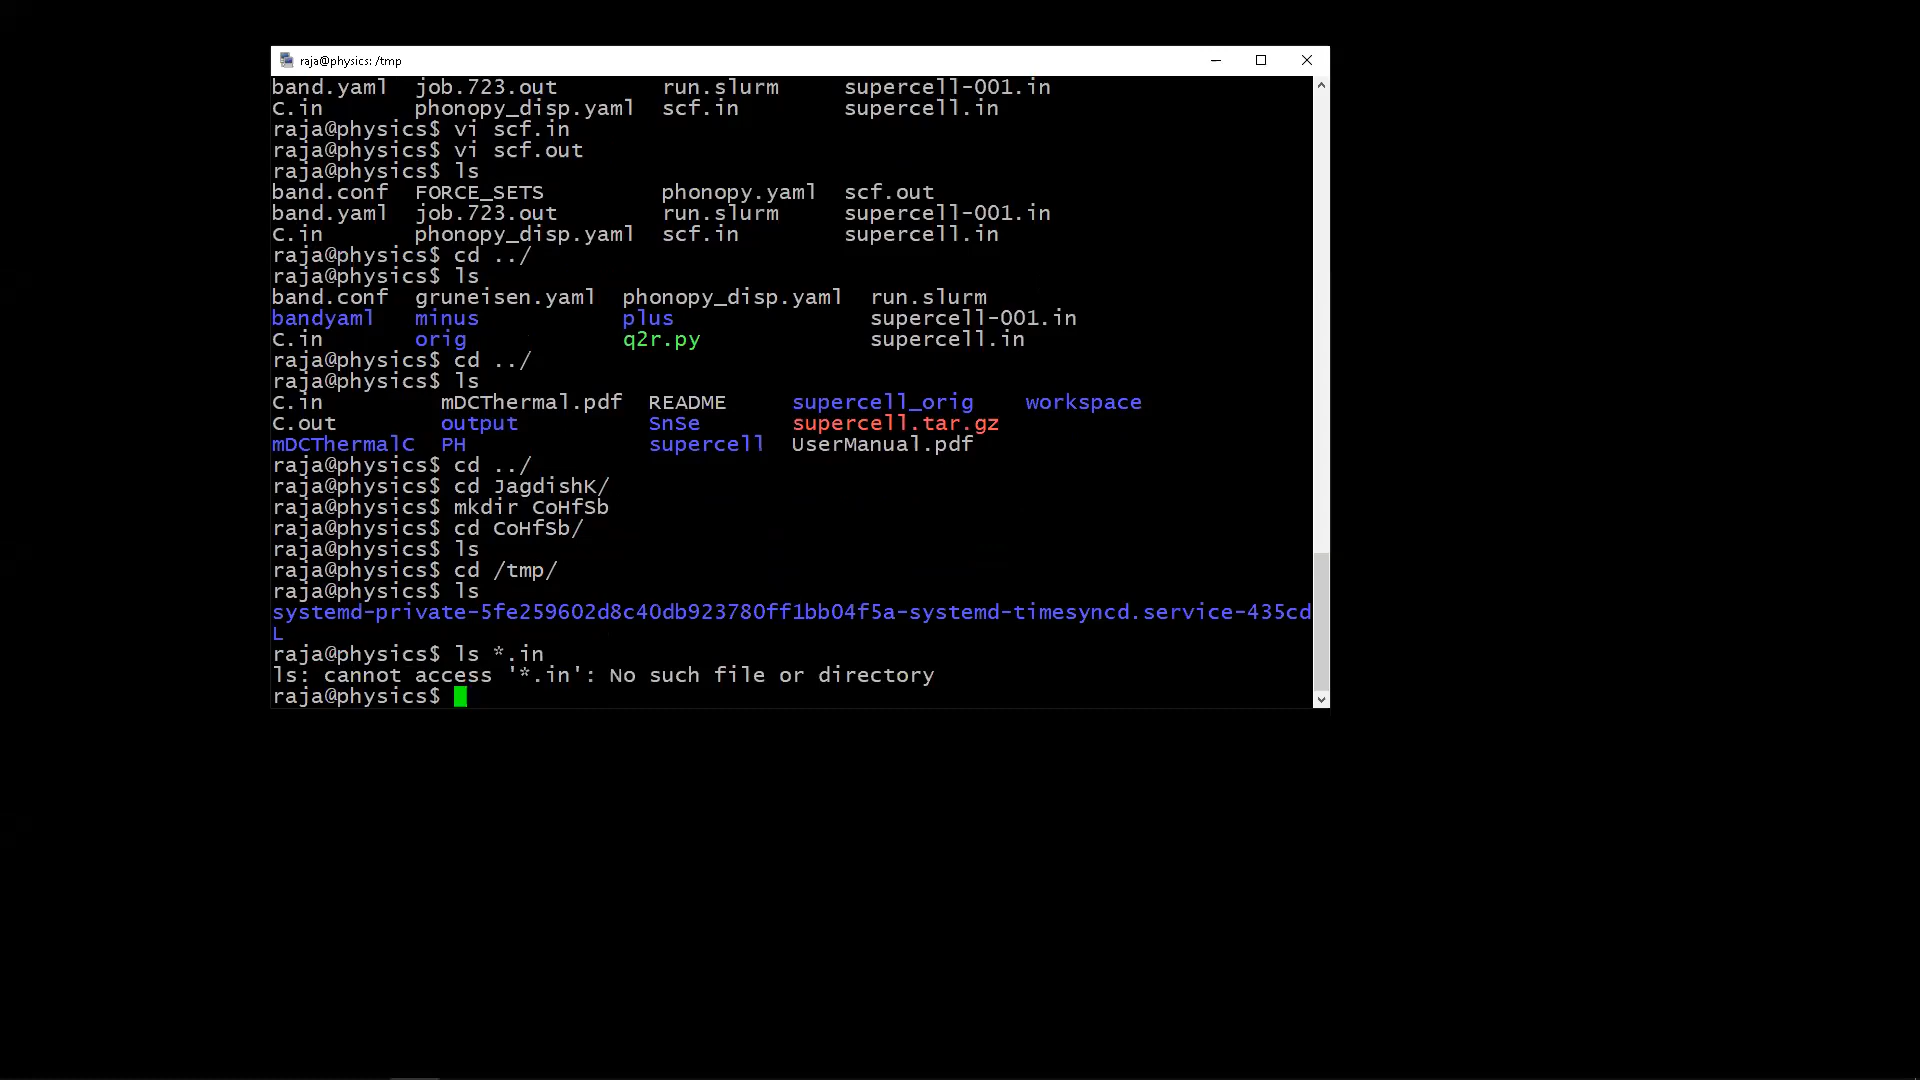 raja@physics: /tmp
band.yaml  job.723.out        run.slurm     supercell-001.in
C.in       phonopy_disp.yaml  scf.in        supercell.in
raja@physics$ vi scf.in
raja@physics$ vi scf.out
raja@physics$ ls
band.conf  FORCE_SETS         phonopy.yaml  scf.out
band.yaml  job.723.out        run.slurm     supercell-001.in
C.in       phonopy_disp.yaml  scf.in        supercell.in
raja@physics$ cd ../
raja@physics$ ls
band.conf  gruneisen.yaml  phonopy_disp.yaml  run.slurm
bandyaml   minus           plus               supercell-001.in
C.in       orig            q2r.py             supercell.in
raja@physics$ cd ../
raja@physics$ ls
C.in         mDCThermal.pdf  README     supercell_orig    workspace
C.out        output          SnSe       supercell.tar.gz
mDCThermalC  PH              supercell  UserManual.pdf
raja@physics$ cd ../
raja@physics$ cd JagdishK/
raja@physics$ mkdir CoHfSb
raja@physics$ cd CoHfSb/
raja@physics$ ls
raja@physics$ cd /tmp/
raja@physics$ ls
systemd-private-5fe259602d8c40db923780ff1bb04f5a-systemd-timesyncd.service-435cd
L
raja@physics$ ls *.in
ls: cannot access '*.in': No such file or directory
raja@physics$